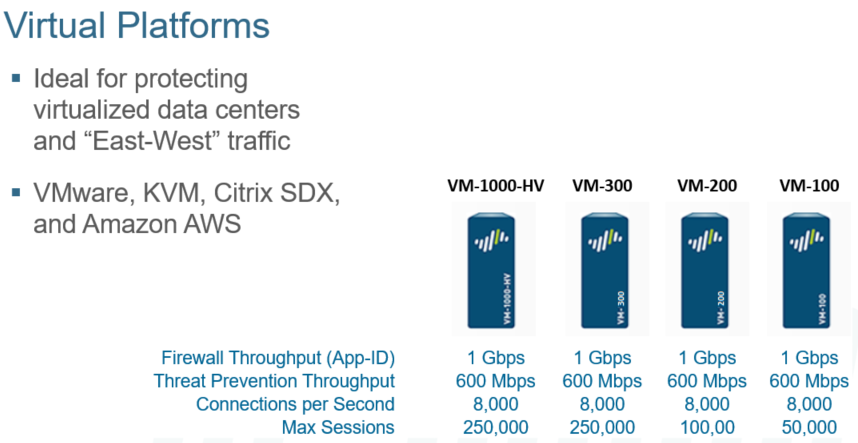 Virtual Platforms
▪ Ideal for protecting
virtualized data centers
and “East-West” traffic
▪ VMware, KVM, Citrix SDX,
and Amazon AWS
VM-1000-HV VM-300 VM-200 VM-100
VM-1000-HV VM-300 VM-200 VM-100
Firewall Throughput (App-ID) 1 Gbps 1 Gbps 1 Gbps 1 Gbps
Threat Prevention Throughput 600 Mbps 600 Mbps 600 Mbps 600 Mbps
Connections per Second 8,000 8,000 8,000 8,000
Max Sessions 250,000 250,000 100,00 50,000